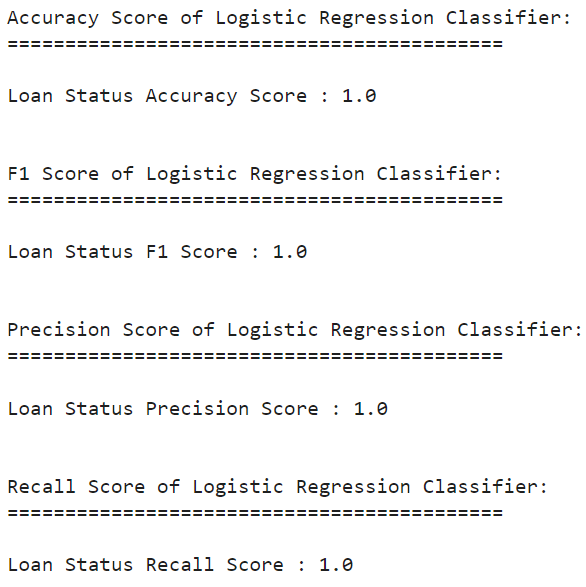 Accuracy Score of Logistic Regression Classifier:
===========================================
Loan Status Accuracy Score : 1.0
F1 Score of Logistic Regression Classifier:
===========================================
Loan Status F1 Score : 1.0
Precision Score of Logistic Regression Classifier:
===========================================
Loan Status Precision Score : 1.0
Recall Score of Logistic Regression Classifier:
===========================================
Loan Status Recall Score : 1.0